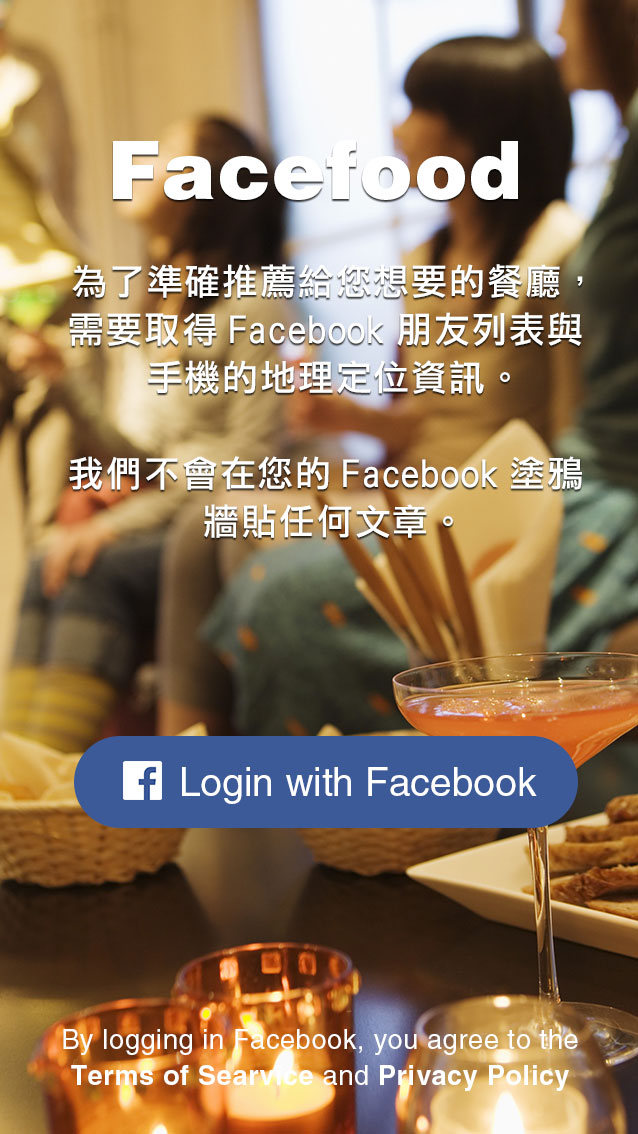 Facefood
為了準確推薦給您想要的餐廳，
需要取得 Facebook 朋友列表與
手機的地理定位資訊。
我們不會在您的 Facebook 塗鴉
牆貼任何文章。
Login with Facebook
By logging in Facebook, you agree to the
Terms of Searvice and Privacy Policy